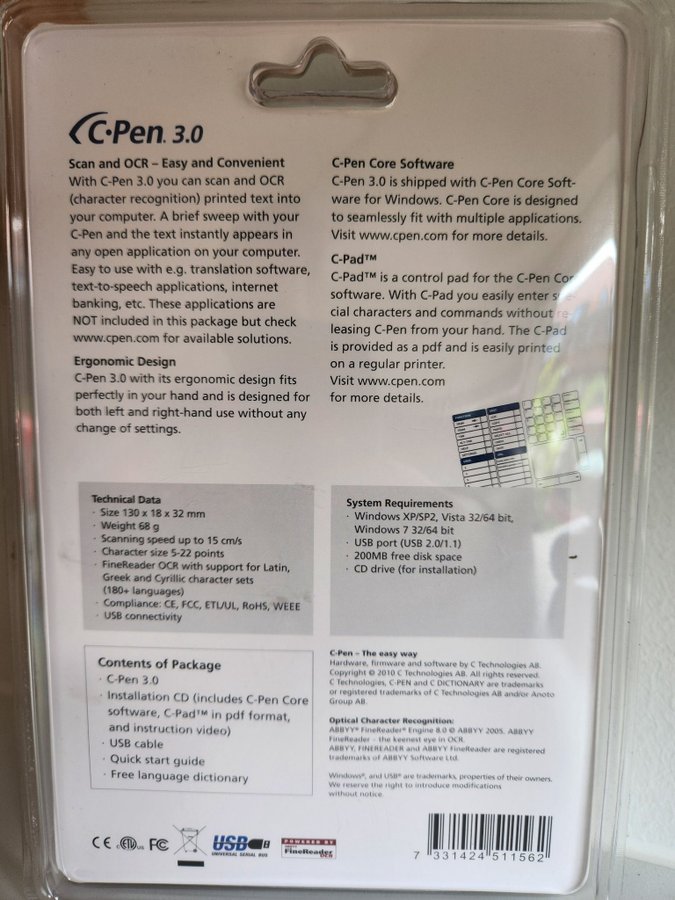 C·Pen® 3.0
Scan and OCR – Easy and Convenient
With C-Pen 3.0 you can scan and OCR
(character recognition) printed text into
your computer. A brief sweep with your
C-Pen and the text instantly appears in
any open application on your computer.
Easy to use with e.g. translation software,
text-to-speech applications, internet
banking, etc. These applications are
NOT included in this package but check
www.cpen.com for available solutions.
Ergonomic Design
C-Pen 3.0 with its ergonomic design fits
perfectly in your hand and is designed for
both left and right-hand use without any
change of settings.
C-Pen Core Software
C-Pen 3.0 is shipped with C-Pen Core Soft-
ware for Windows. C-Pen Core is designed
to seamlessly fit with multiple applications.
Visit www.cpen.com for more details.
C-Pad™
C-Pad™ is a control pad for the C-Pen Cor
software. With C-Pad you easily enter spe-
cial characters and commands without re-
leasing C-Pen from your hand. The C-Pad
is provided as a pdf and is easily printed
on a regular printer.
Visit www.cpen.com
for more details.
Technical Data
· Size 130 x 18 x 32 mm
· Weight 68 g
· Scanning speed up to 15 cm/s
· Character size 5-22 points
· FineReader OCR with support for Latin,
Greek and Cyrillic character sets
(180+ languages)
· Compliance: CE, FCC, ETL/UL, RoHS, WEEE
· USB connectivity
System Requirements
· Windows XP/SP2, Vista 32/64 bit,
Windows 7 32/64 bit
· USB port (USB 2.0/1.1)
· 200MB free disk space
· CD drive (for installation)
Contents of Package
· C-Pen 3.0
· Installation CD (includes C-Pen Core
software, C-Pad™ in pdf format,
and instruction video)
· USB cable
· Quick start guide
· Free language dictionary
C-Pen – The easy way
Hardware, firmware and software by C Technologies AB.
Copyright © 2010 C Technologies AB. All rights reserved.
C Technologies, C-PEN and C DICTIONARY are trademarks
or registered trademarks of C Technologies AB and/or Anoto
Group AB.
Optical Character Recognition:
ABBYY® FineReader® Engine 8.0 © ABBYY 2005. ABBYY
FineReader – the keenest eye in OCR.
ABBYY, FINEREADER and ABBYY FineReader are registered
trademarks of ABBYY Software Ltd.
Windows®, and USB® are trademarks, properties of their owners.
We reserve the right to introduce modifications
without notice.
CE c ETL us FC USB
UNIVERSAL SERIAL BUS
POWERED BY
FineReader
OCR
7 331424 511562